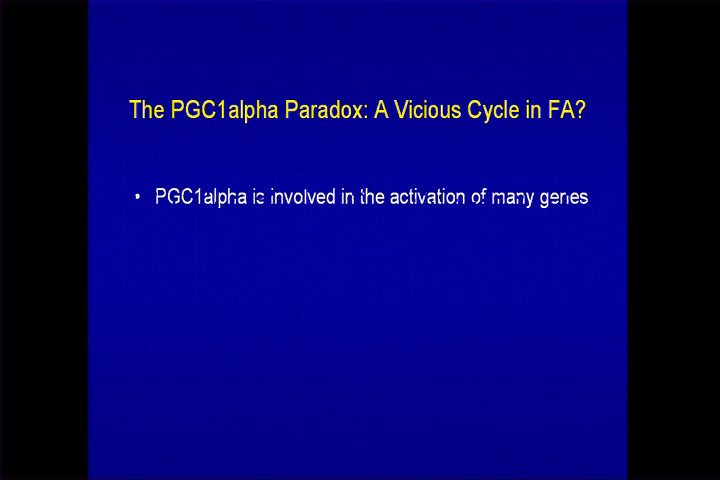 The PGC1alpha Paradox: A Vicious Cycle in FA?
• PGC1alpha is involved in the activation of many genes